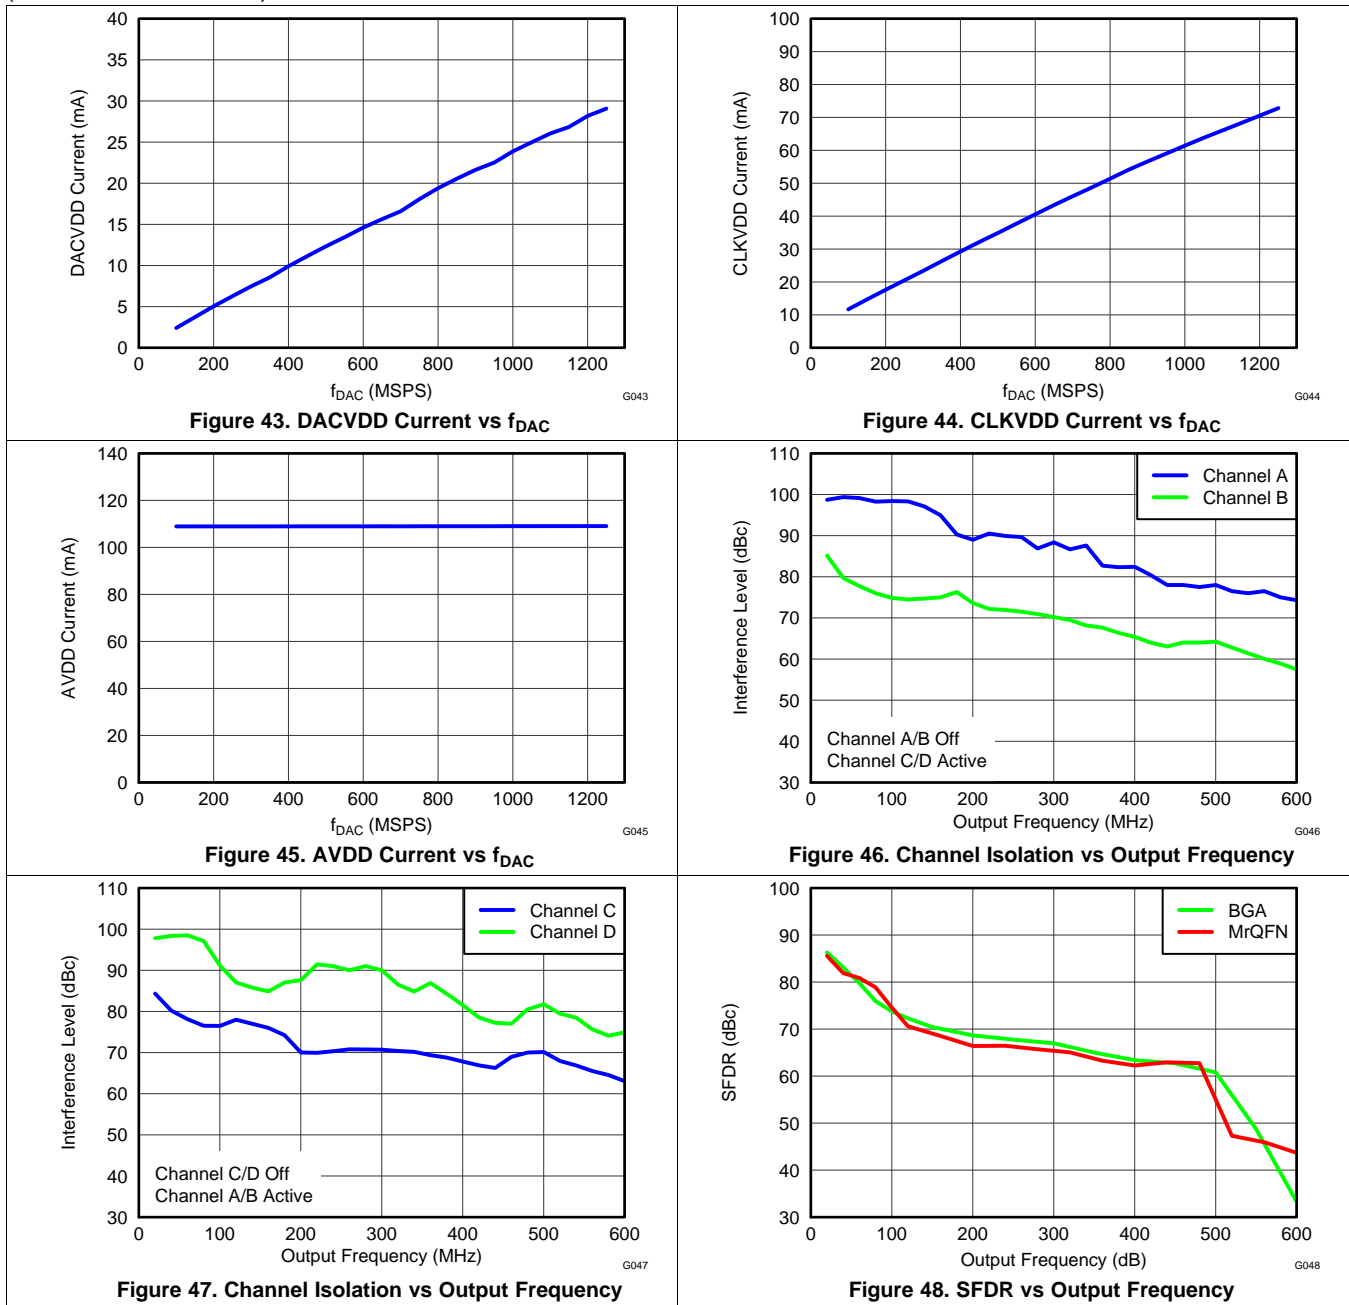 40
35
30
25
20
15
10
5
0
0 200 400 600 800 1000 1200
DACVDD Current (mA)
fDAC (MSPS)
G043
Figure 43. DACVDD Current vs fDAC
100
90
80
70
60
50
40
30
20
10
0
0 200 400 600 800 1000 1200
CLKVDD Current (mA)
fDAC (MSPS)
G044
Figure 44. CLKVDD Current vs fDAC
140
120
100
80
60
40
20
0
0 200 400 600 800 1000 1200
AVDD Current (mA)
fDAC (MSPS)
G045
Figure 45. AVDD Current vs fDAC
110
100
90
80
70
60
50
40
30
0 100 200 300 400 500 600
Interference Level (dBc)
Channel A
Channel B
Channel A/B Off
Channel C/D Active
Output Frequency (MHz)
G046
Figure 46. Channel Isolation vs Output Frequency
110
100
90
80
70
60
50
40
30
0 100 200 300 400 500 600
Interference Level (dBc)
Channel C
Channel D
Channel C/D Off
Channel A/B Active
Output Frequency (MHz)
G047
Figure 47. Channel Isolation vs Output Frequency
100
90
80
70
60
50
40
30
0 100 200 300 400 500 600
SFDR (dBc)
BGA
MrQFN
Output Frequency (dB)
G048
Figure 48. SFDR vs Output Frequency